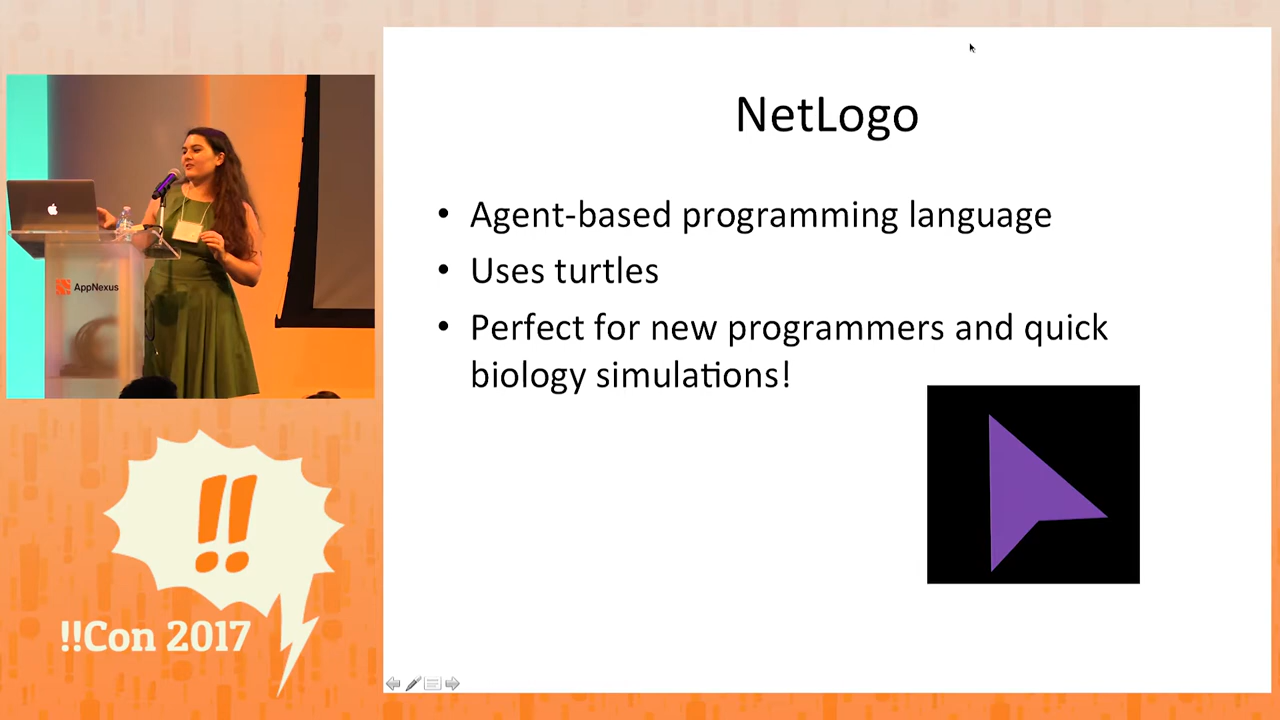 NetLogo
• Agent-based programming language
• Uses turtles
• Perfect for new programmers and quick
biology simulations!
AppNexus
!!
!!Con 2017